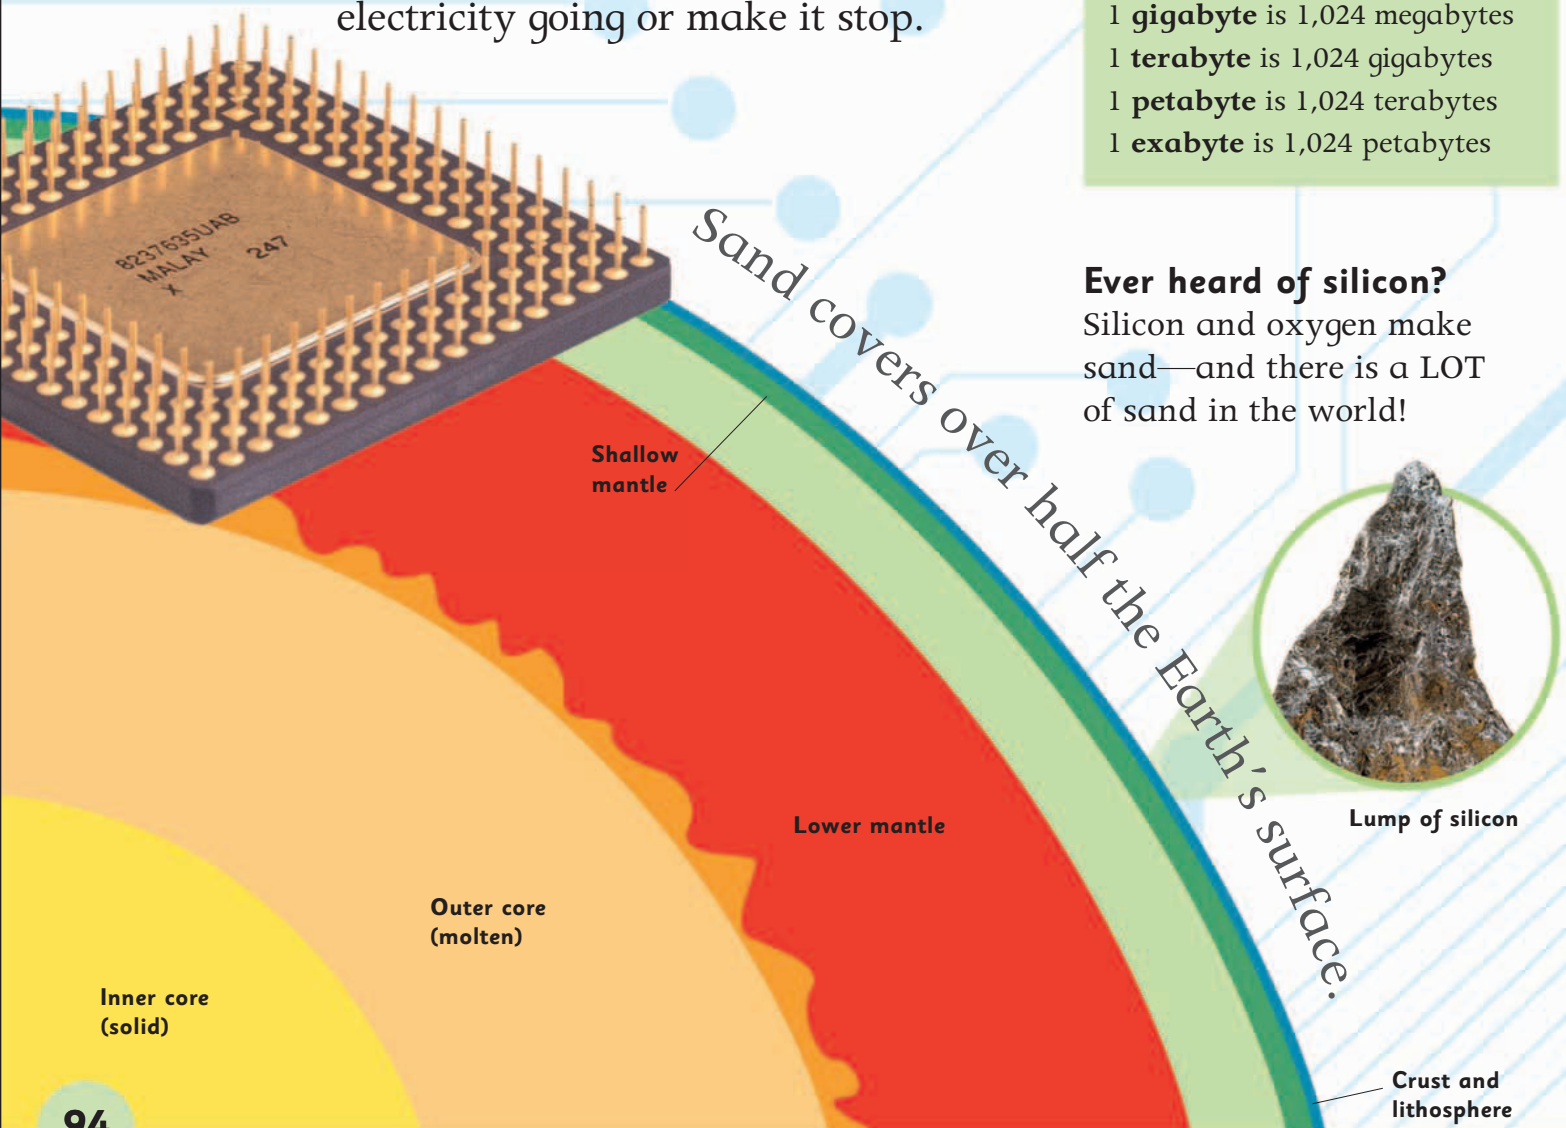 electricity going or make it stop.
1 gigabyte is 1,024 megabytes
1 terabyte is 1,024 gigabytes
1 petabyte is 1,024 terabytes
1 exabyte is 1,024 petabytes
8237635UAB
MALAY 247
X
Sand covers over half the Earth's surface.
Ever heard of silicon?
Silicon and oxygen make
sand—and there is a LOT
of sand in the world!
Shallow
mantle
Lump of silicon
Lower mantle
Outer core
(molten)
Inner core
(solid)
Crust and
lithosphere
94